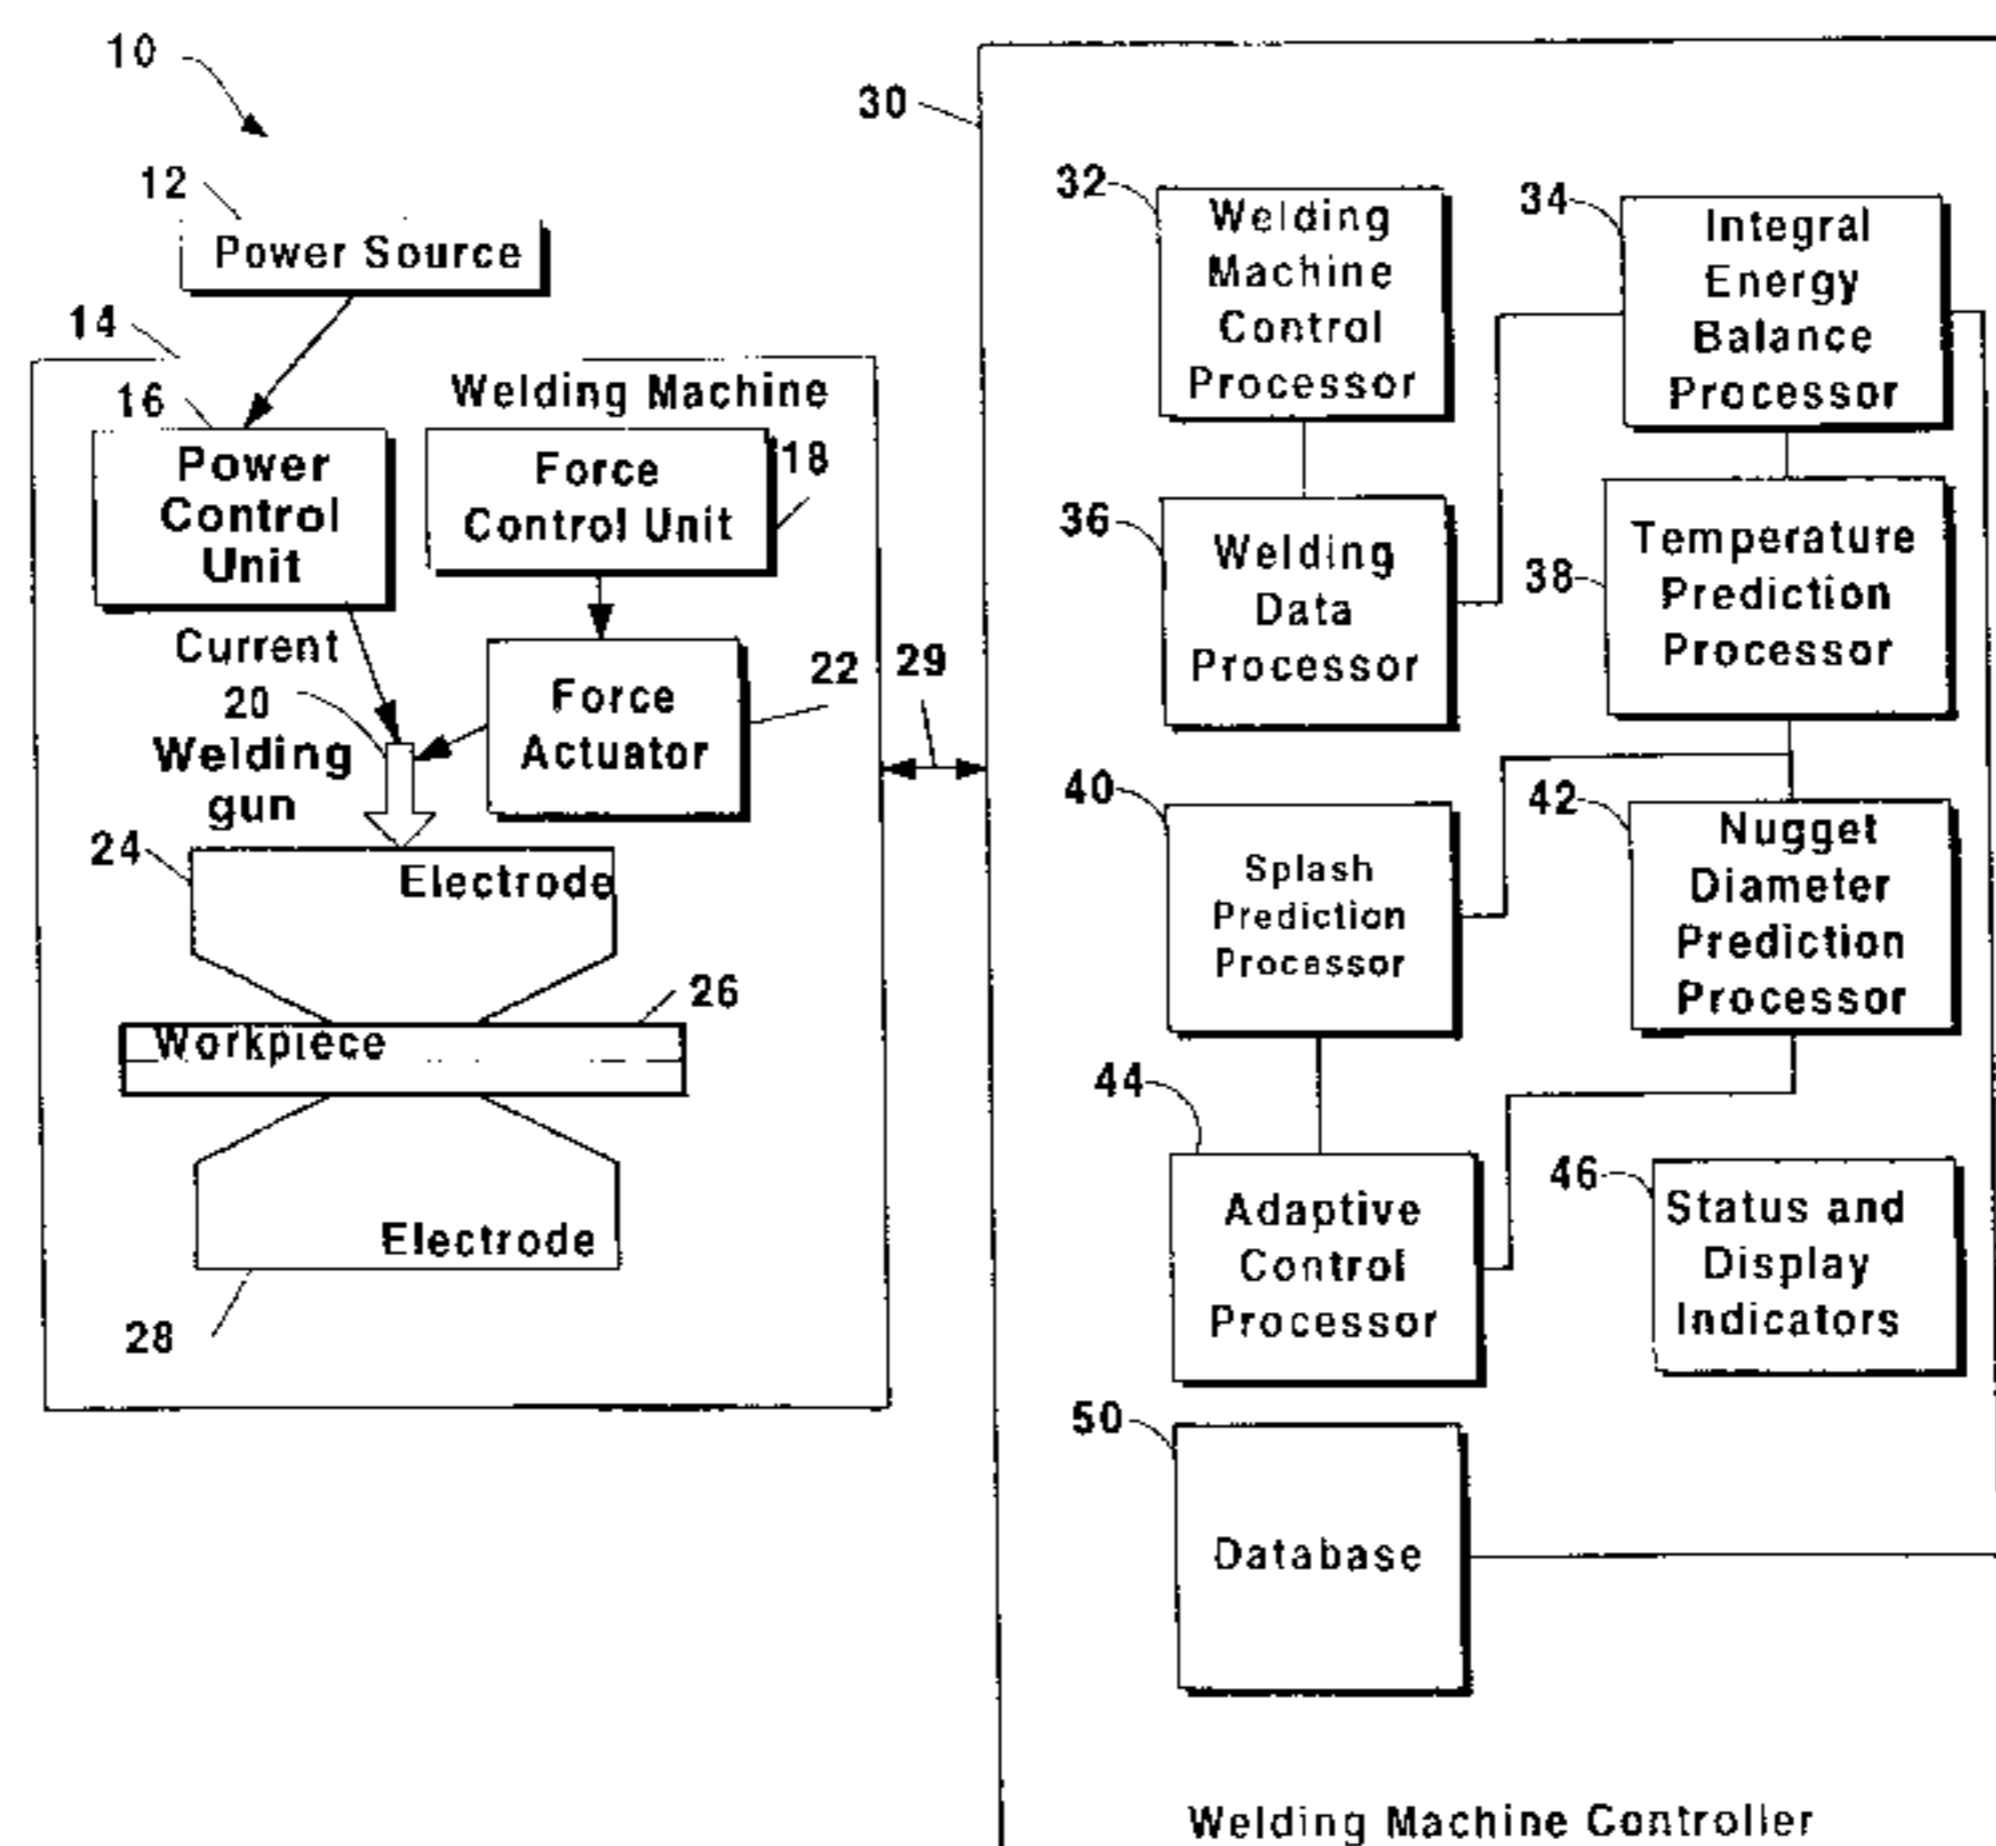 10
12
Power Source
14
Welding Machine
16
Power
Control
Unit
Force
Control Unit
18
Current
20
Welding
gun
Force
Actuator
22
29
24
Electrode
26
Workpiece
Electrode
28
30
32
Welding
Machine
Control
Processor
34
Integral
Energy
Balance
Processor
36
Welding
Data
Processor
38
Temperature
Prediction
Processor
40
Splash
Prediction
Processor
42
Nugget
Diameter
Prediction
Processor
44
Adaptive
Control
Processor
46
Status and
Display
Indicators
50
Database
Welding Machine Controller